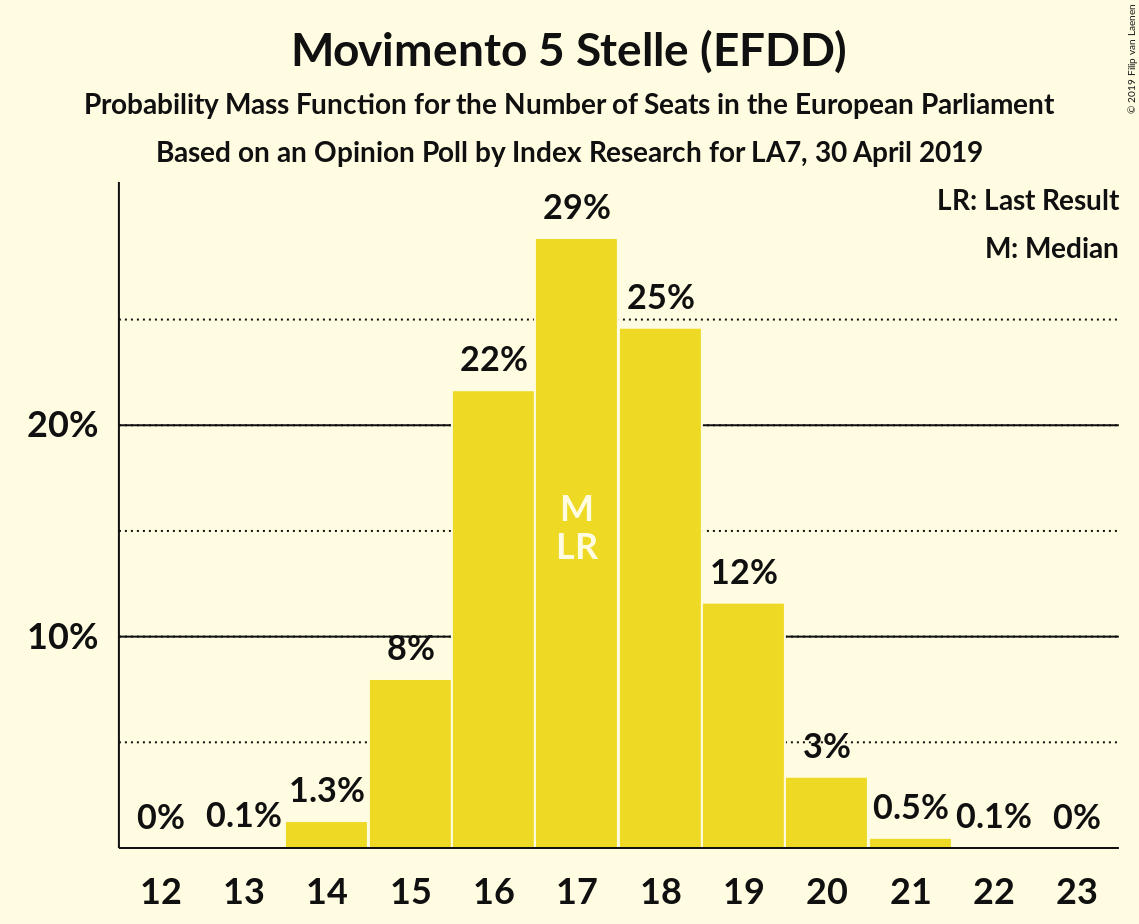 Movimento 5 Stelle (EFDD)
Probability Mass Function for the Number of Seats in the European Parliament
Based on an Opinion Poll by Index Research for LA7, 30 April 2019
© 2019 Filip van Laenen
LR: Last Result
M: Median
29%
25%
22%
20%
M
LR
12%
10%
8%
3%
1.3%
0.5%
0% 0.1% 0.1% 0%
12 13 14 15 16 17 18 19 20 21 22 23